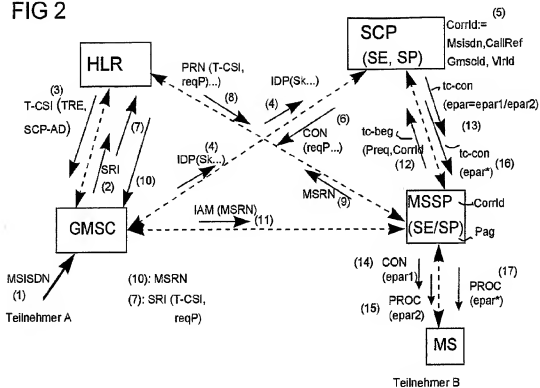 FIG 2
HLR
SCP
(SE, SP)
(5)
CorrId:=
Msisdn,CallRef
GmscId, VlrId
PRN (T-CSI,
reqP)...)
(8)
IDP(Sk...)
(4)
(3)
T-CSI (TRE,
SCP-AD)
(7)
SRI
(2)
(10)
(4)
IDP(Sk...)
(6)
CON
(reqP...)
tc-con
(epar=epar1/epar2)
(13)
tc-beg
(Preq,CorrId)
(12)
tc-con
(16)
(epar*)
MSRN
(9)
GMSC
IAM (MSRN)
(11)
MSSP
(SE/SP)
CorrId
Pag
MSISDN
(1)
Teilnehmer A
(10): MSRN
(7): SRI (T-CSI,
reqP)
(14)
CON
(epar1)
(15)
PROC
(epar2)
(17)
PROC
(epar*)
MS
Teilnehmer B